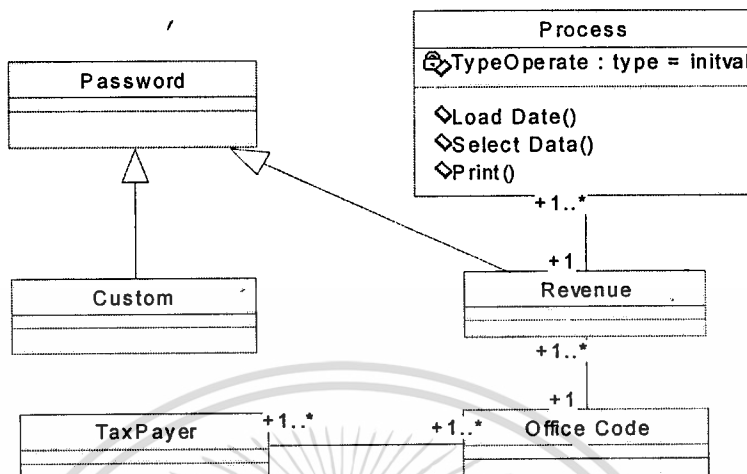 Process
TypeOperate : type = initval
Load Date()
Select Data()
Print()
Password
+1..*
+1
Custom
Revenue
+1..*
+1
TaxPayer
+1..*
+1..*
Office Code